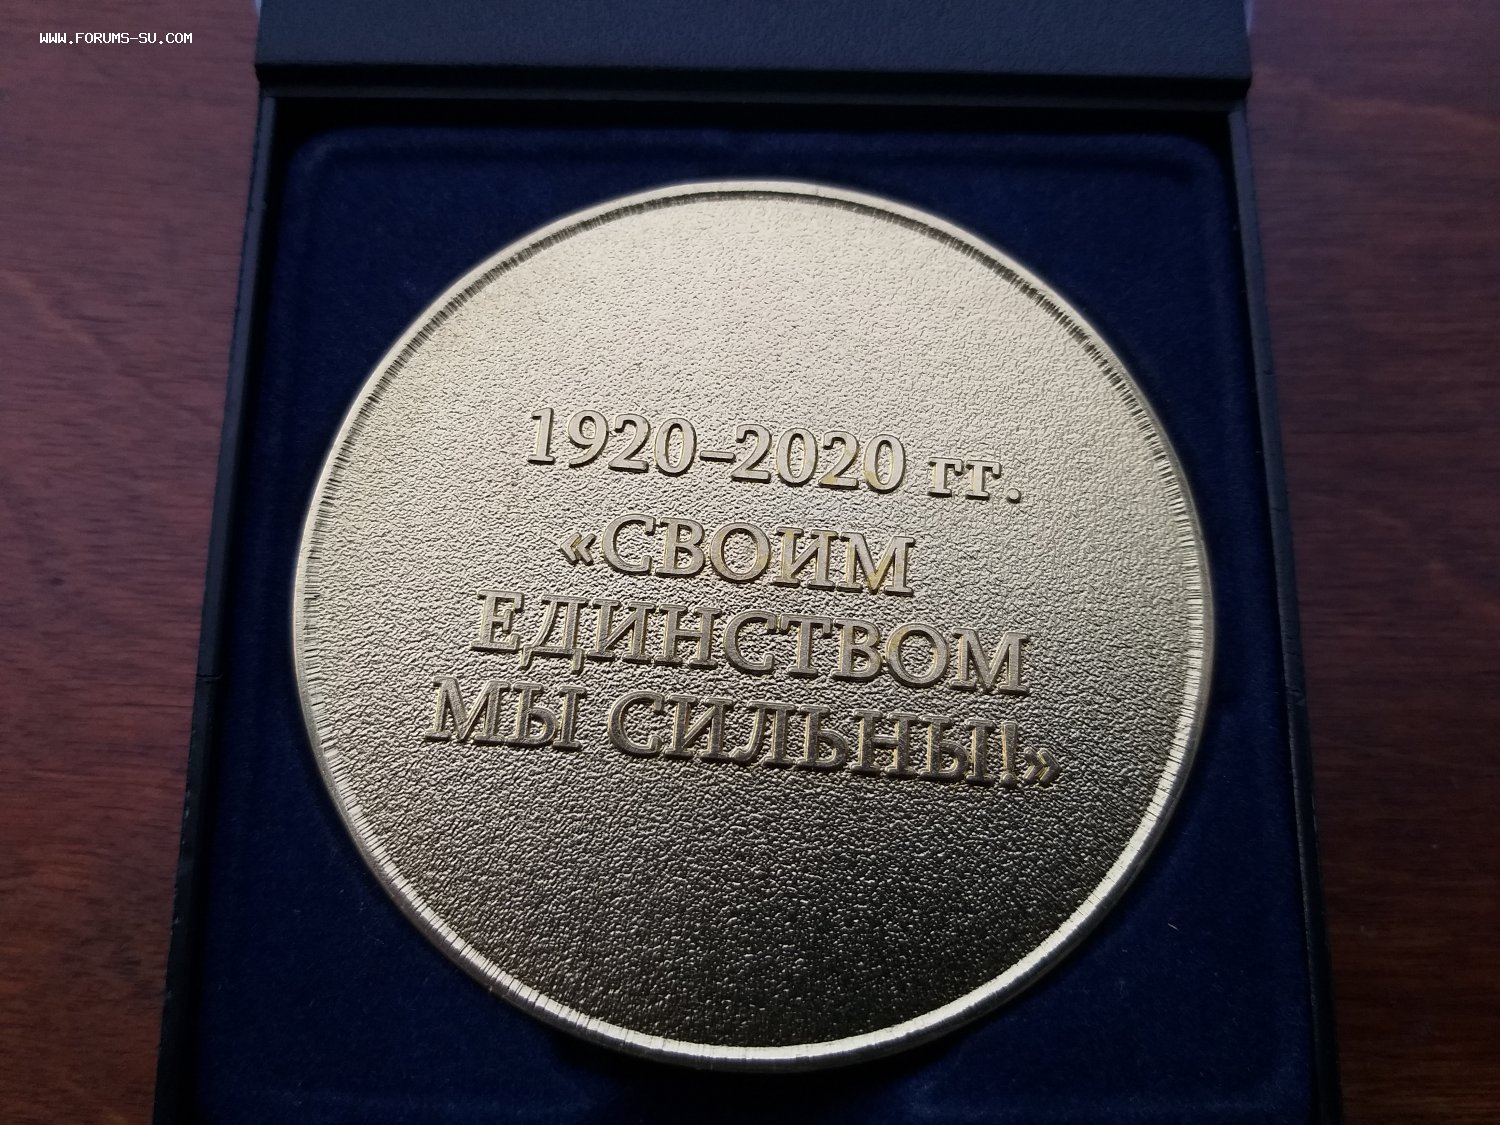 WWW.FORUMS-SU.COM
1920–2020 гг.
«СВОИМ
ЕДИНСТВОМ
МЫ СИЛЬНЫ!»